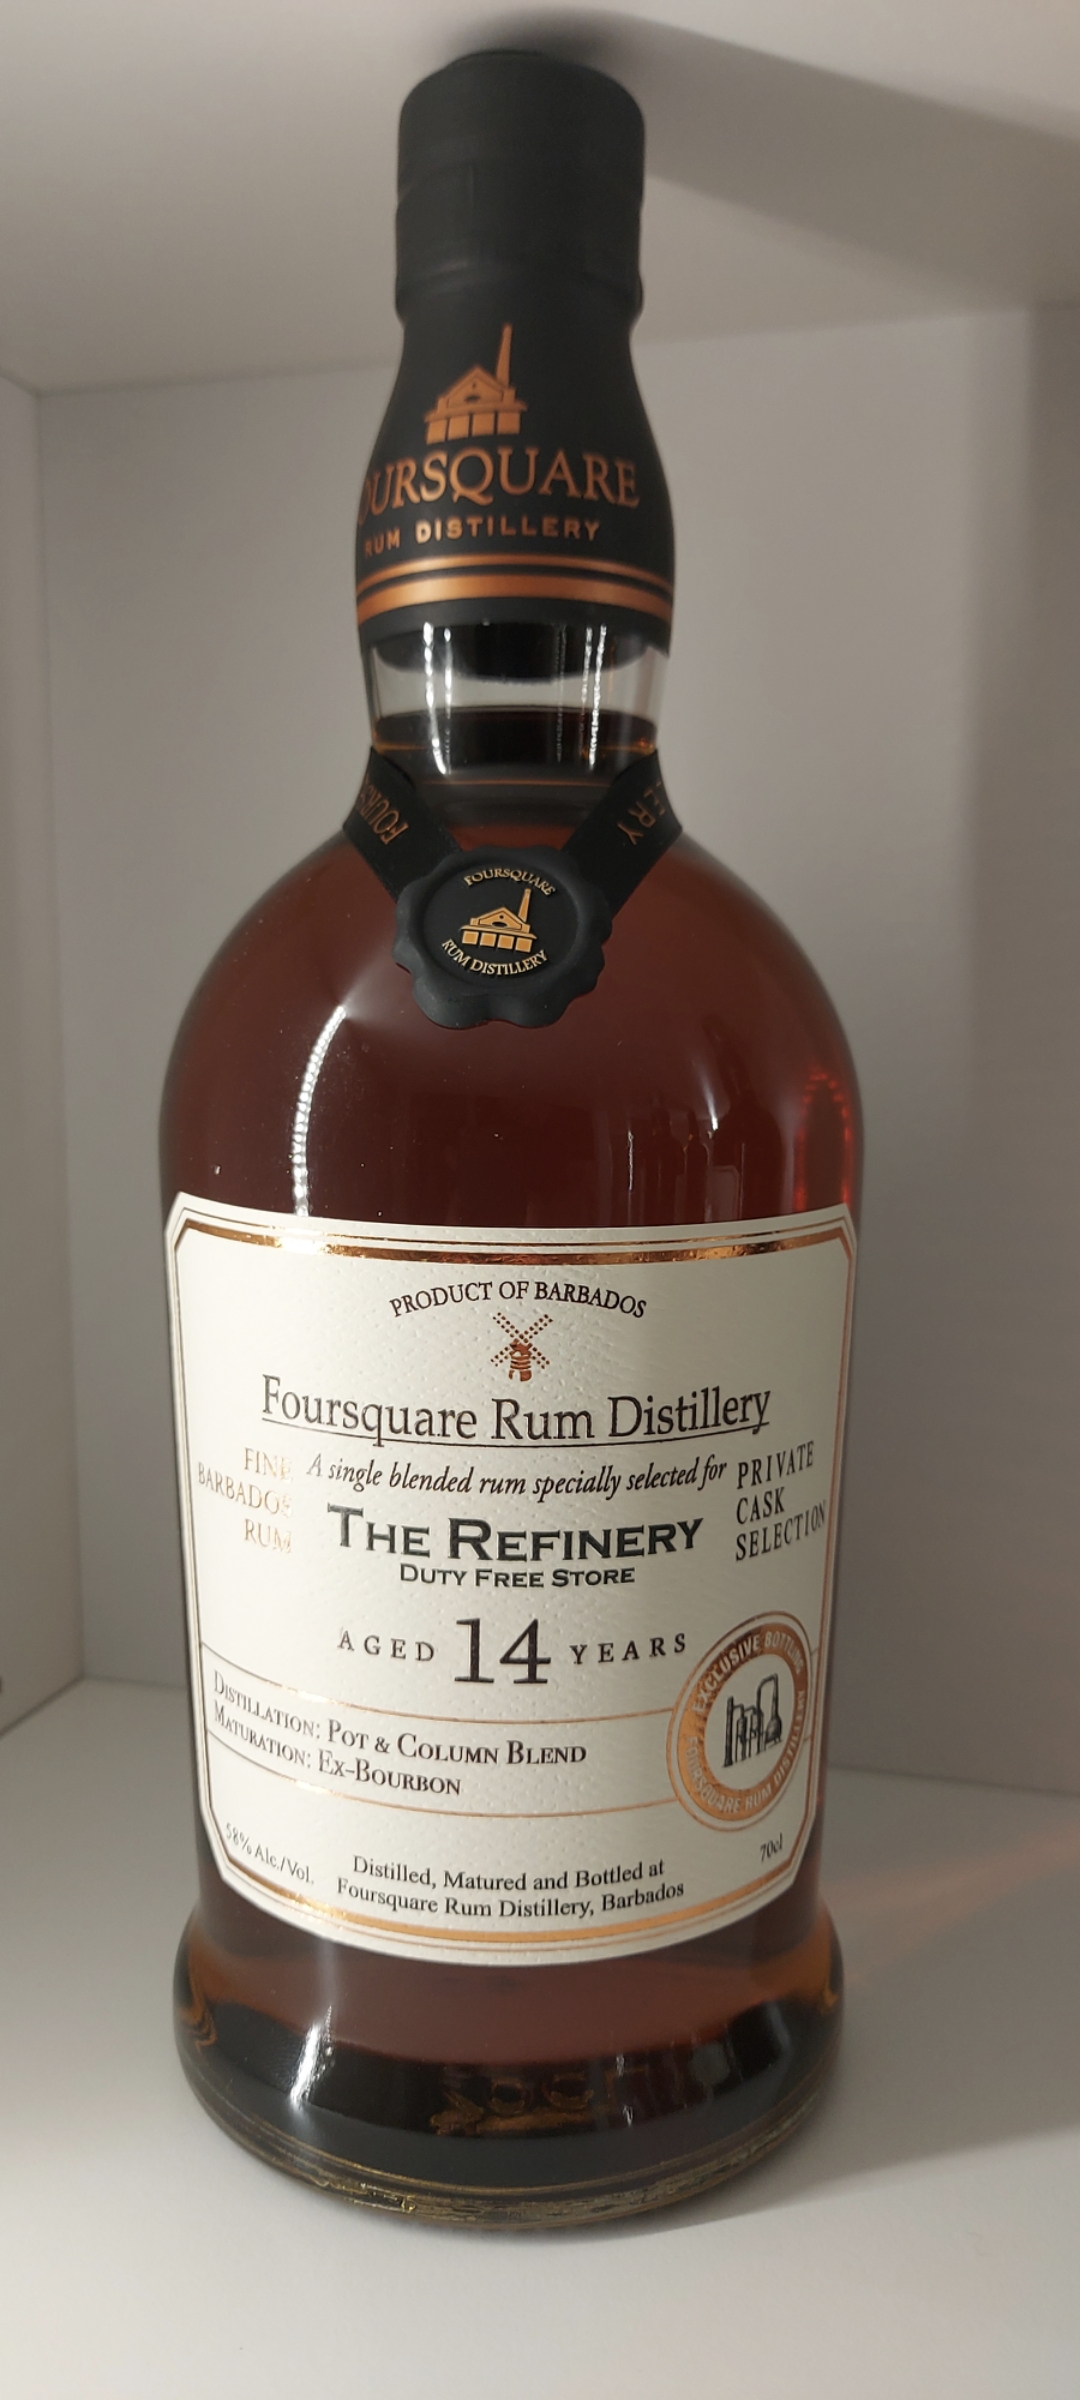 FOURSQUARE
RUM DISTILLERY
FOURSQUARE
RUM DISTILLERY
PRODUCT OF BARBADOS
Foursquare Rum Distillery
A single blended rum specially selected for
FINE
BARBADOS
RUM
PRIVATE
CASK
SELECTION
THE REFINERY
DUTY FREE STORE
AGED 14 YEARS
DISTILLATION: POT & COLUMN BLEND
MATURATION: EX-BOURBON
EXCLUSIVE BOTTLING
FOURSQUARE RUM DISTILLERY
58% Alc./Vol.
Distilled, Matured and Bottled at
Foursquare Rum Distillery, Barbados
70cl